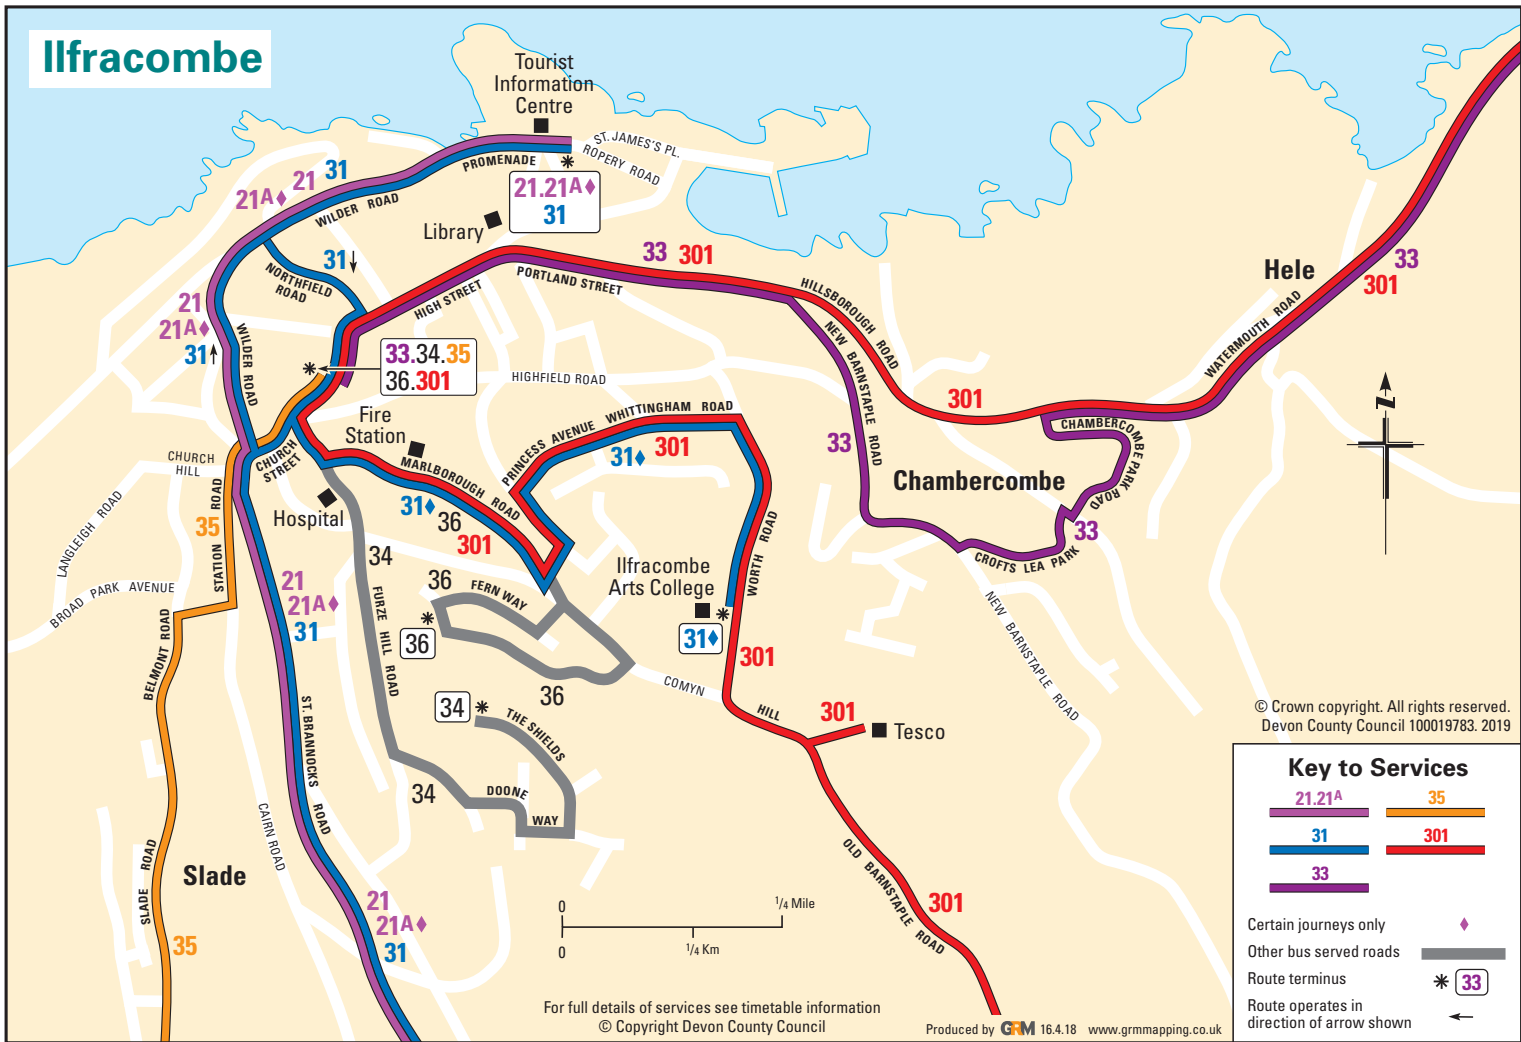 Ilfracombe
Tourist
Information
Centre
ST. JAMES'S PL.
ROPERY ROAD
PROMENADE
21.21A♦
31
31
21
21A♦
WILDER ROAD
Library
31
NORTHFIELD
ROAD
33 301
HIGH STREET
PORTLAND STREET
HILLSBOROUGH ROAD
Hele
33
301
WATERMOUTH ROAD
21
21A♦
31
WILDER ROAD
33.34.35
36.301
HIGHFIELD ROAD
NEW BARNSTAPLE ROAD
301
Fire
Station
PRINCESS AVENUE
WHITTINGHAM ROAD
31♦
301
33
CHAMBERCOMBE PARK ROAD
CHURCH
HILL
CHURCH
STREET
MARLBOROUGH ROAD
Chambercombe
Hospital
31♦
36
301
LANGLEIGH ROAD
35
STATION ROAD
33
CROFTS LEA PARK
WORTH ROAD
34
36
FERN WAY
Ilfracombe
Arts College
BROAD PARK AVENUE
21
21A♦
31
FURZE HILL ROAD
36
31♦
NEW BARNSTAPLE ROAD
BELMONT ROAD
301
36
COMYN
HILL
34
THE SHIELDS
301
Tesco
ST. BRANNOCKS ROAD
34
DOONE
WAY
© Crown copyright. All rights reserved.
Devon County Council 100019783. 2019
CAIRN ROAD
Slade
SLADE ROAD
OLD BARNSTAPLE ROAD
301
21
21A♦
31
35
0
1/4 Mile
0
1/4 Km
For full details of services see timetable information
© Copyright Devon County Council
Produced by GRM 16.4.18 www.grmmapping.co.uk
N
Key to Services
21.21A
35
31
301
33
Certain journeys only ♦
Other bus served roads
Route terminus * 33
Route operates in
direction of arrow shown